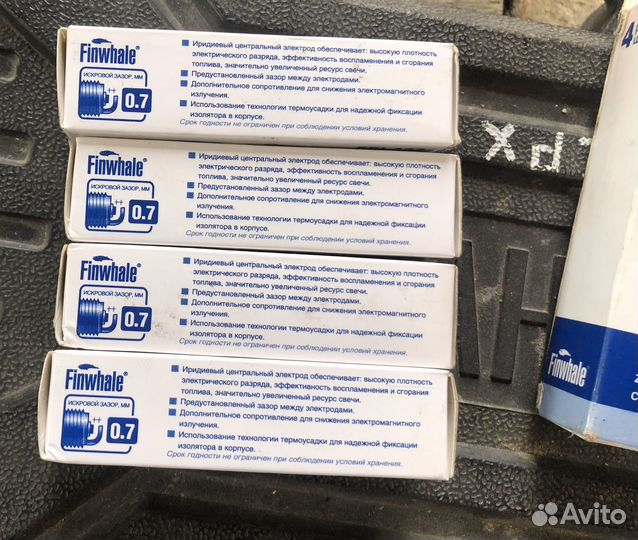 Finwhale®
ИСКРОВОЙ ЗАЗОР, ММ
++
0.7
Иридиевый центральный электрод обеспечивает: высокую плотность
электрического разряда, эффективность воспламенения и сгорания
топлива, значительно увеличенный ресурс свечи.
Предустановленный зазор между электродами.
Дополнительное сопротивление для снижения электромагнитного
излучения.
Использование технологии термоусадки для надежной фиксации
изолятора в корпусе.
Срок годности не ограничен при соблюдении условий хранения.
Finwhale®
ИСКРОВОЙ ЗАЗОР, ММ
++
0.7
Иридиевый центральный электрод обеспечивает: высокую плотность
электрического разряда, эффективность воспламенения и сгорания
топлива, значительно увеличенный ресурс свечи.
Предустановленный зазор между электродами.
Дополнительное сопротивление для снижения электромагнитного
излучения.
Использование технологии термоусадки для надежной фиксации
изолятора в корпусе.
Срок годности не ограничен при соблюдении условий хранения.
Finwhale®
ИСКРОВОЙ ЗАЗОР, ММ
++
0.7
Иридиевый центральный электрод обеспечивает: высокую плотность
электрического разряда, эффективность воспламенения и сгорания
топлива, значительно увеличенный ресурс свечи.
Предустановленный зазор между электродами.
Дополнительное сопротивление для снижения электромагнитного
излучения.
Использование технологии термоусадки для надежной фиксации
изолятора в корпусе.
Срок годности не ограничен при соблюдении условий хранения.
Finwhale®
ИСКРОВОЙ ЗАЗОР, ММ
++
0.7
Иридиевый центральный электрод обеспечивает: высокую плотность
электрического разряда, эффективность воспламенения и сгорания
топлива, значительно увеличенный ресурс свечи.
Предустановленный зазор между электродами.
Дополнительное сопротивление для снижения электромагнитного
излучения.
Использование технологии термоусадки для надежной фиксации
изолятора в корпусе.
Срок годности не ограничен при соблюдении условий хранения.
4
Finwhale®
Avito